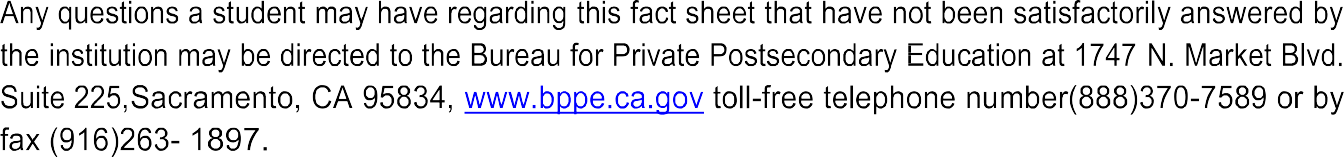 Any questions a student may have regarding this fact sheet that have not been satisfactorily answered by
the institution may be directed to the Bureau for Private Postsecondary Education at 1747 N. Market Blvd.
Suite 225,Sacramento, CA 95834, www.bppe.ca.gov toll-free telephone number(888)370-7589 or by
fax (916)263- 1897.